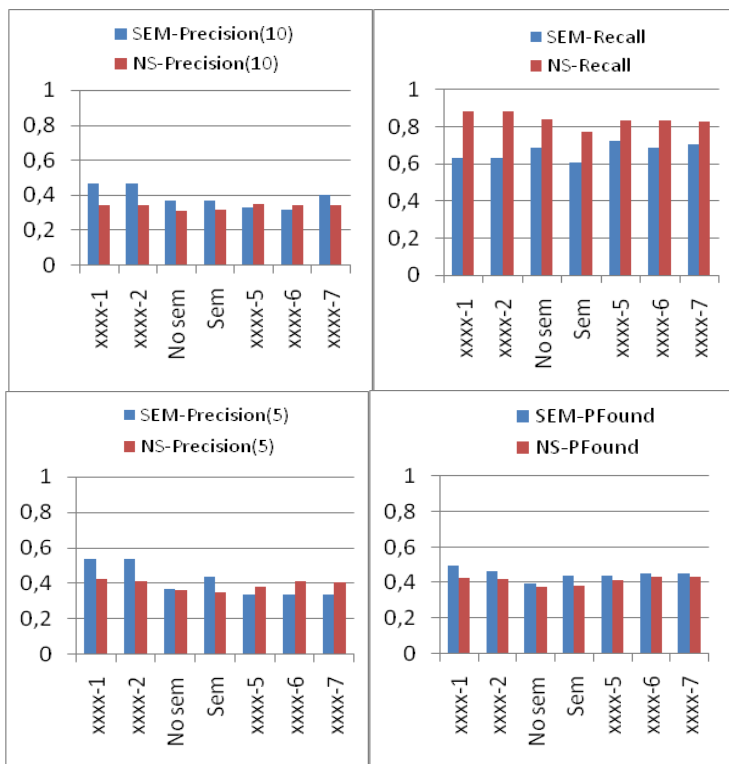 SEM-Precision(10)
NS-Precision(10)
1
0,8
0,6
0,4
0,2
0
xxxx-1
xxxx-2
No sem
Sem
xxxx-5
xxxx-6
xxxx-7
SEM-Recall
NS-Recall
1
0,8
0,6
0,4
0,2
0
xxxx-1
xxxx-2
No sem
Sem
xxxx-5
xxxx-6
xxxx-7
SEM-Precision(5)
NS-Precision(5)
1
0,8
0,6
0,4
0,2
0
xxxx-1
xxxx-2
No sem
Sem
xxxx-5
xxxx-6
xxxx-7
SEM-PFound
NS-PFound
1
0,8
0,6
0,4
0,2
0
xxxx-1
xxxx-2
No sem
Sem
xxxx-5
xxxx-6
xxxx-7